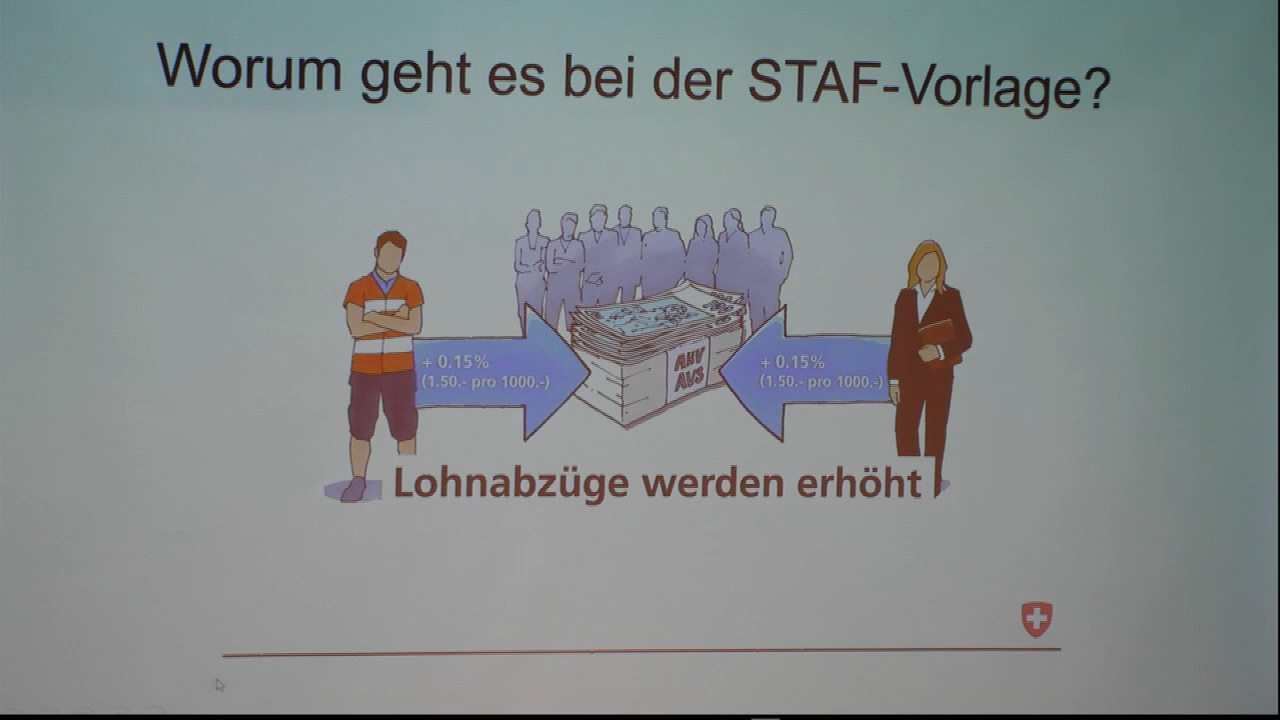 Worum geht es bei der STAF-Vorlage?
+ 0.15%
(1.50.- pro 1000.-)
AHV
AVS
+ 0.15%
(1.50.- pro 1000.-)
Lohnabzüge werden erhöht